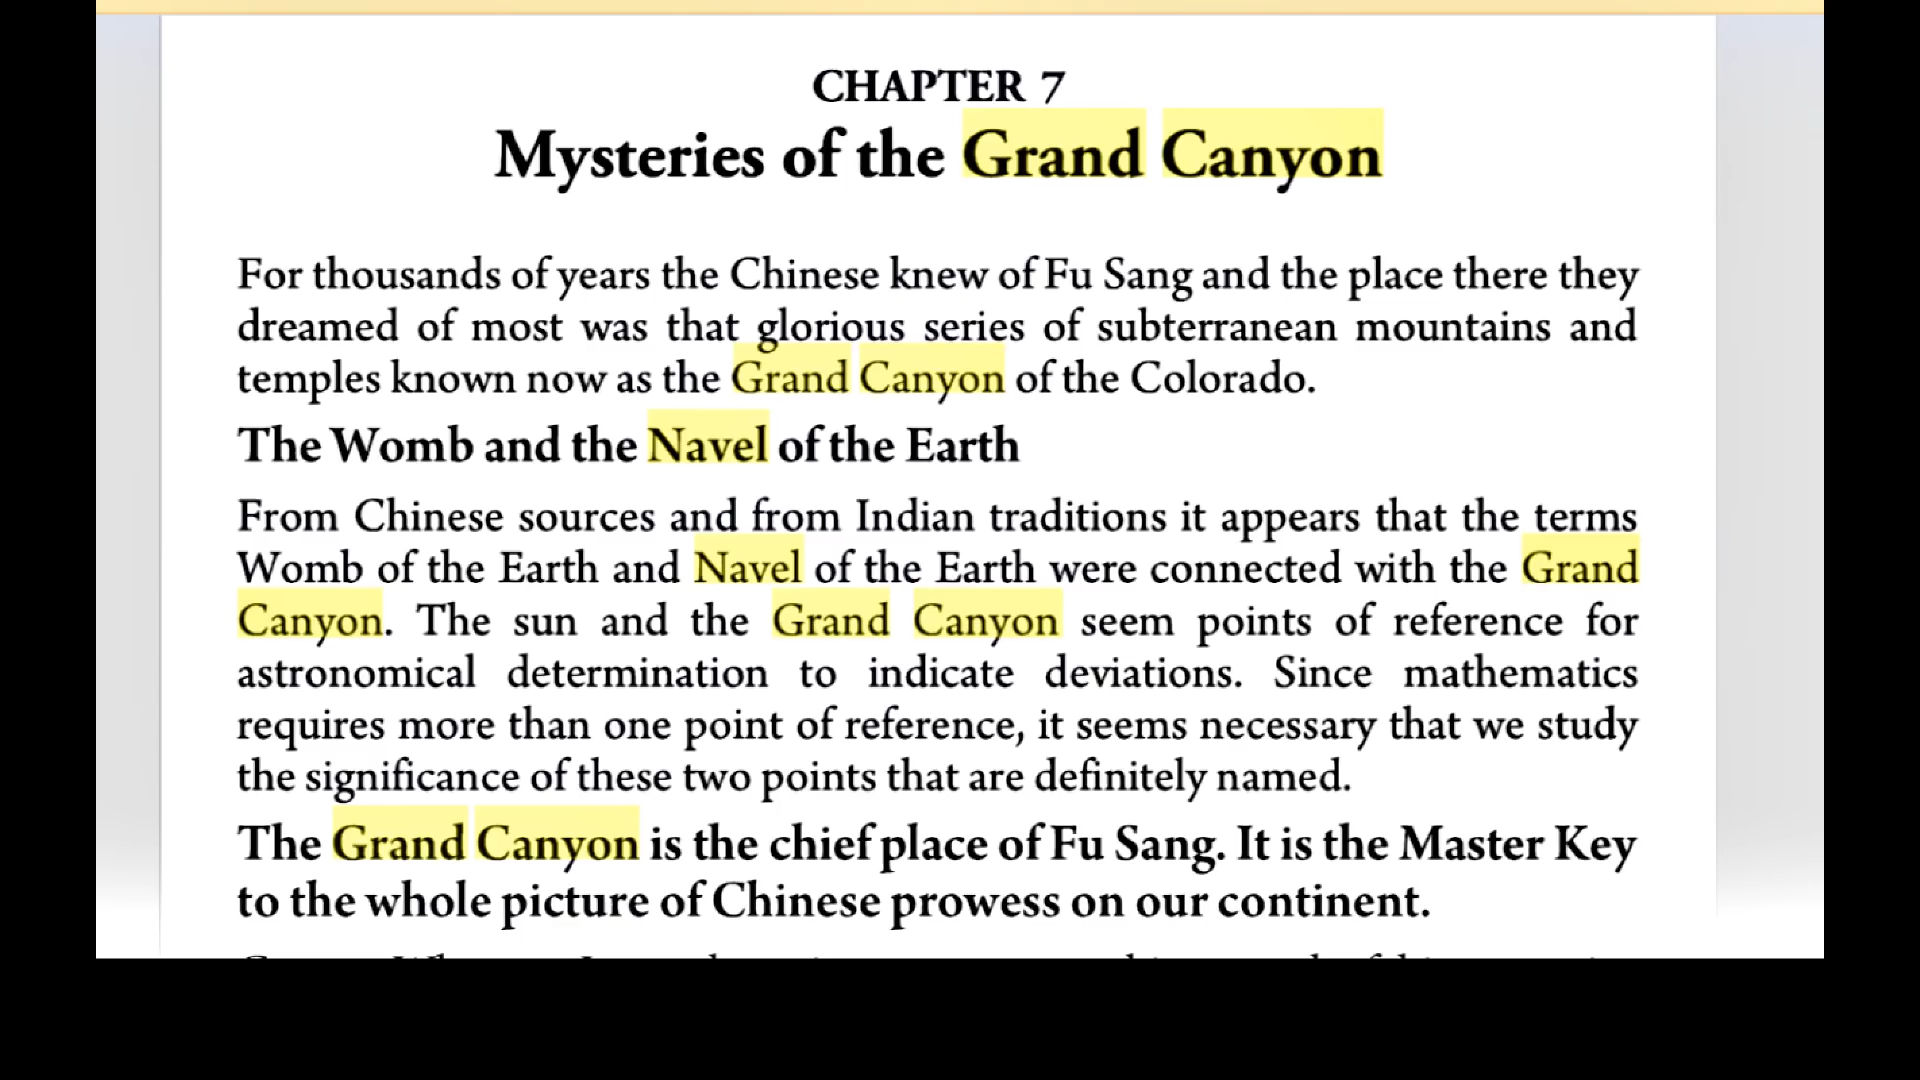 CHAPTER 7
Mysteries of the Grand Canyon
For thousands of years the Chinese knew of Fu Sang and the place there they
dreamed of most was that glorious series of subterranean mountains and
temples known now as the Grand Canyon of the Colorado.
The Womb and the Navel of the Earth
From Chinese sources and from Indian traditions it appears that the terms
Womb of the Earth and Navel of the Earth were connected with the Grand
Canyon. The sun and the Grand Canyon seem points of reference for
astronomical determination to indicate deviations. Since mathematics
requires more than one point of reference, it seems necessary that we study
the significance of these two points that are definitely named.
The Grand Canyon is the chief place of Fu Sang. It is the Master Key
to the whole picture of Chinese prowess on our continent.